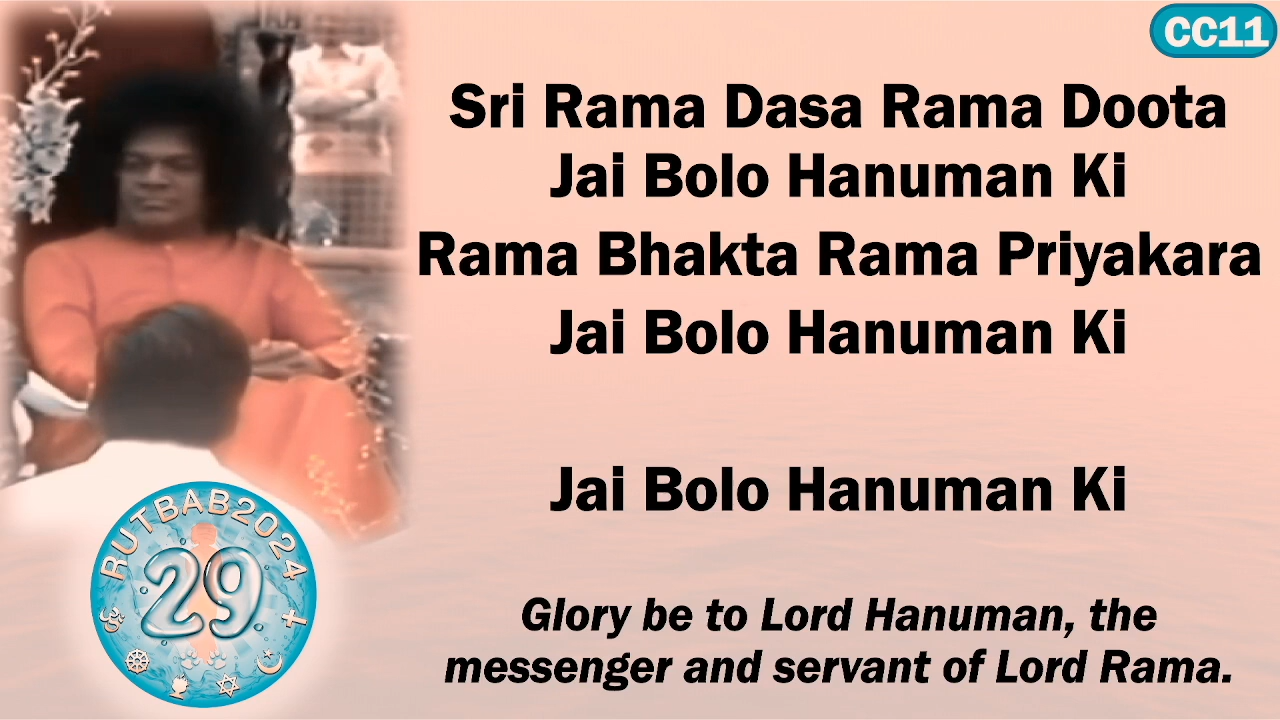 CC11
Sri Rama Dasa Rama Doota
Jai Bolo Hanuman Ki
Rama Bhakta Rama Priyakara
Jai Bolo Hanuman Ki
Jai Bolo Hanuman Ki
Glory be to Lord Hanuman, the
messenger and servant of Lord Rama.
RUTBAB2024
29
ॐ